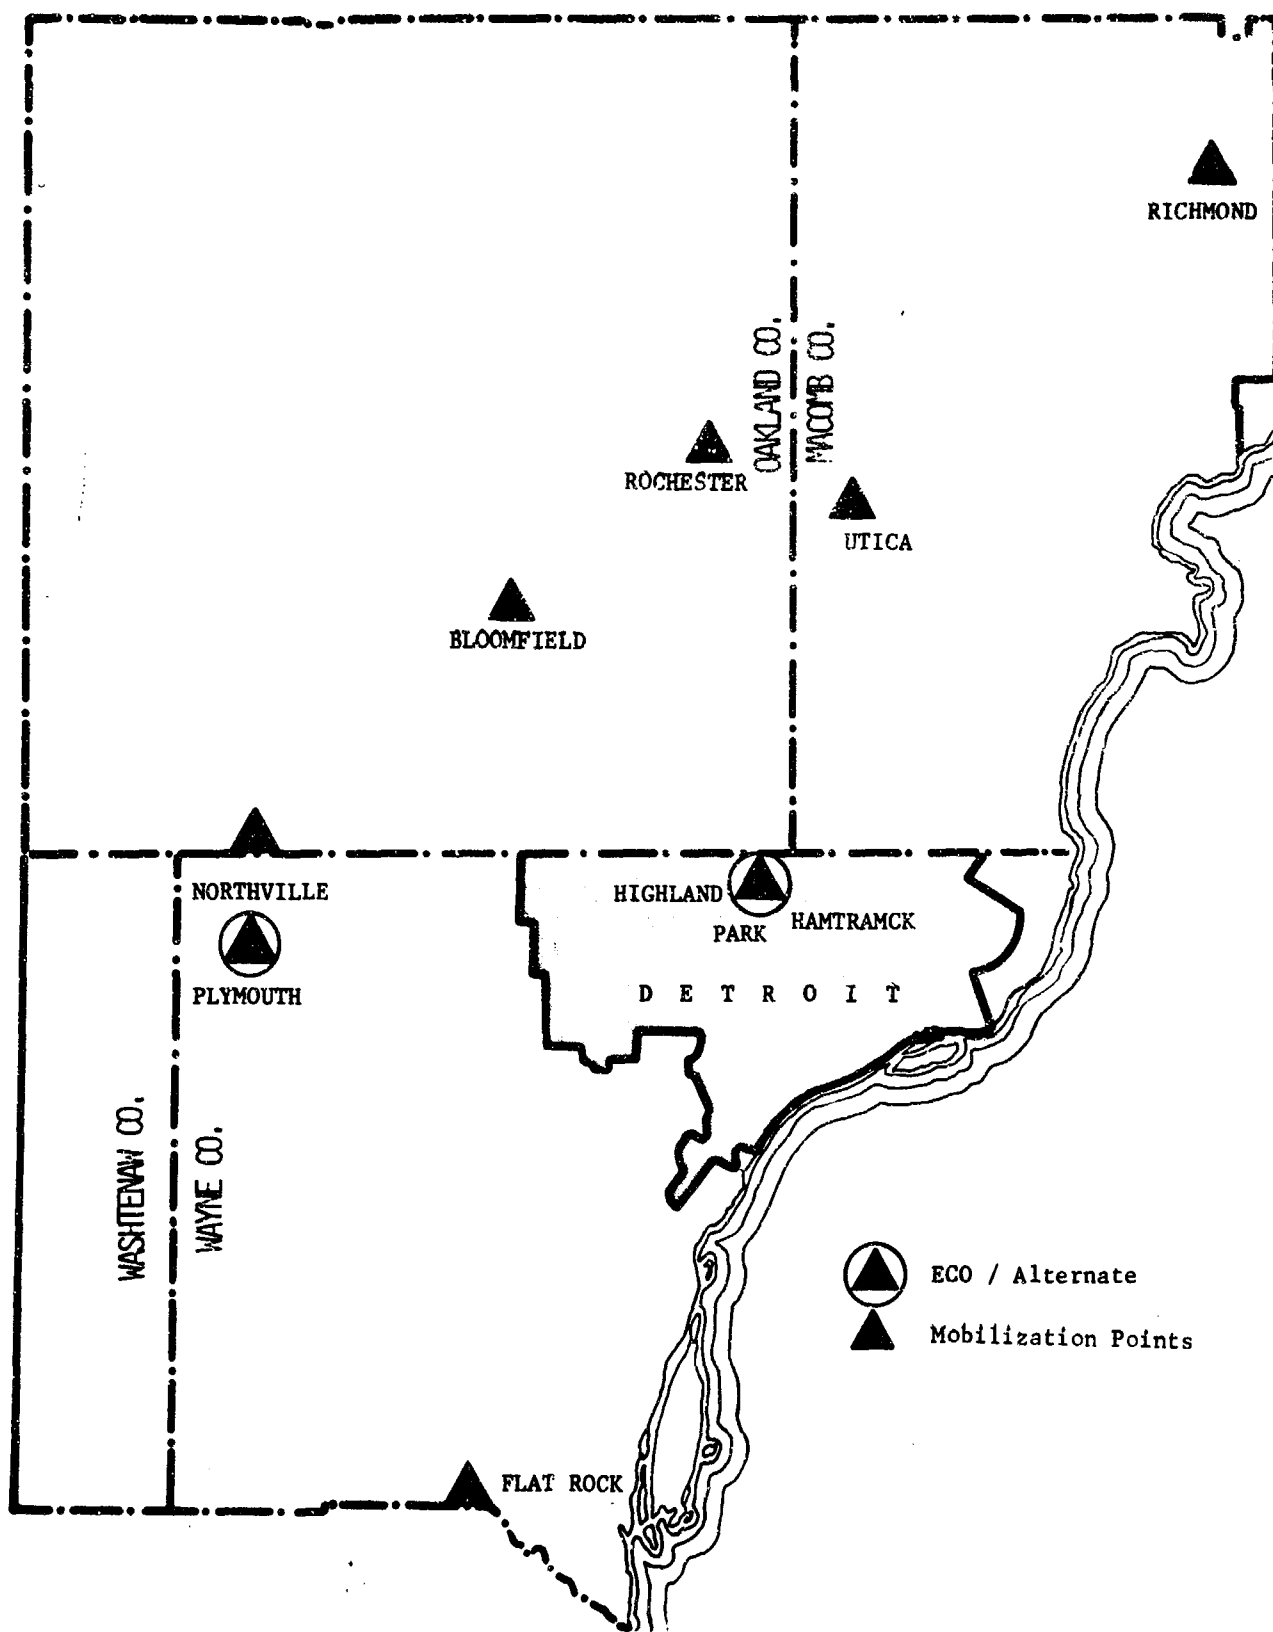 RICHMOND
OAKLAND CO.
MACOMB CO.
ROCHESTER
UTICA
BLOOMFIELD
NORTHVILLE
HIGHLAND
PARK
HAMTRAMCK
PLYMOUTH
DETROIT
WASHTENAW CO.
WAYNE CO.
ECO / Alternate
Mobilization Points
FLAT ROCK